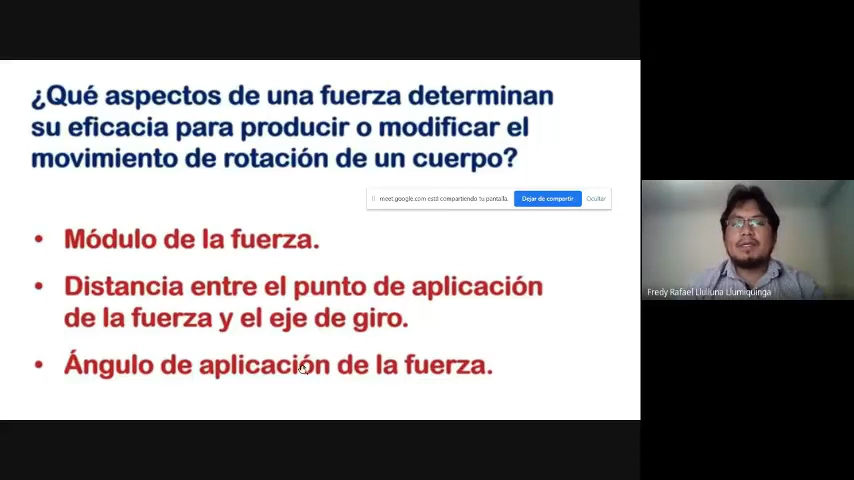 ¿Qué aspectos de una fuerza determinan
su eficacia para producir o modificar el
movimiento de rotación de un cuerpo?
meet.google.com está compartiendo tu pantalla.
Dejar de compartir
Ocultar
• Módulo de la fuerza.
• Distancia entre el punto de aplicación
de la fuerza y el eje de giro.
• Ángulo de aplicación de la fuerza.
Fredy Rafael Lluliuna Llumiquinga